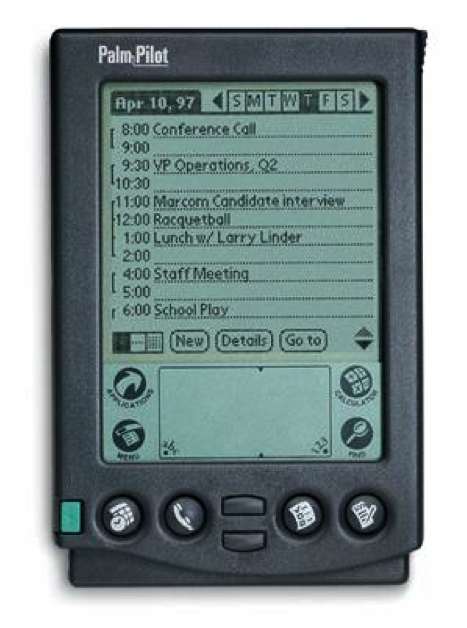 Palm-Pilot
Apr 10, 97 S M T W T F S
8:00 Conference Call
9:00
9:30 VP Operations, Q2
10:30
11:00 Marcom Candidate interview
12:00 Racquetball
1:00 Lunch w/ Larry Linder
2:00
4:00 Staff Meeting
5:00
6:00 School Play
New Details Go to
APPLICATIONS CALCULATOR
MENU abc 123 FIND